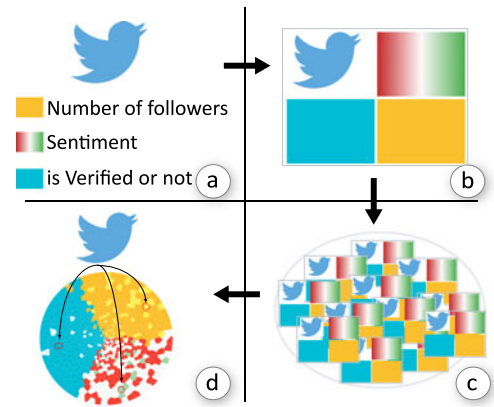 Number of followers
Sentiment
is Verified or not
a
b
d
c